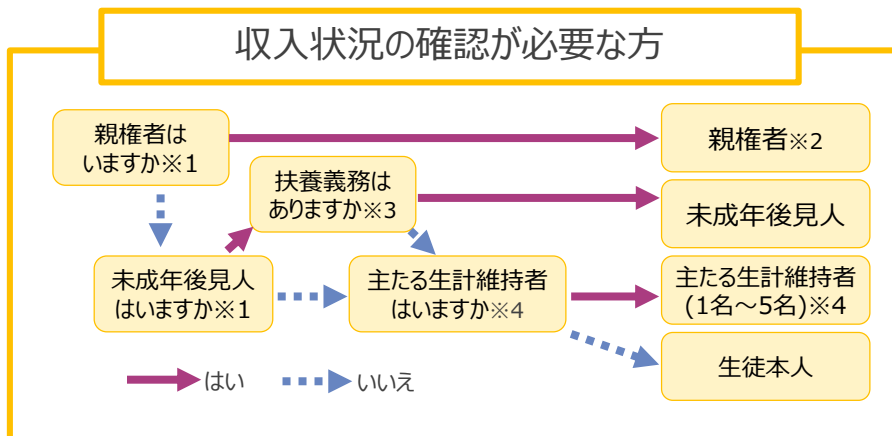 収入状況の確認が必要な方
親権者は
いますか※1
親権者※2
扶養義務は
ありますか※3
未成年後見人
未成年後見人
はいますか※1
主たる生計維持者
はいますか※4
主たる生計維持者
(1名～5名)※4
生徒本人
はい
いいえ